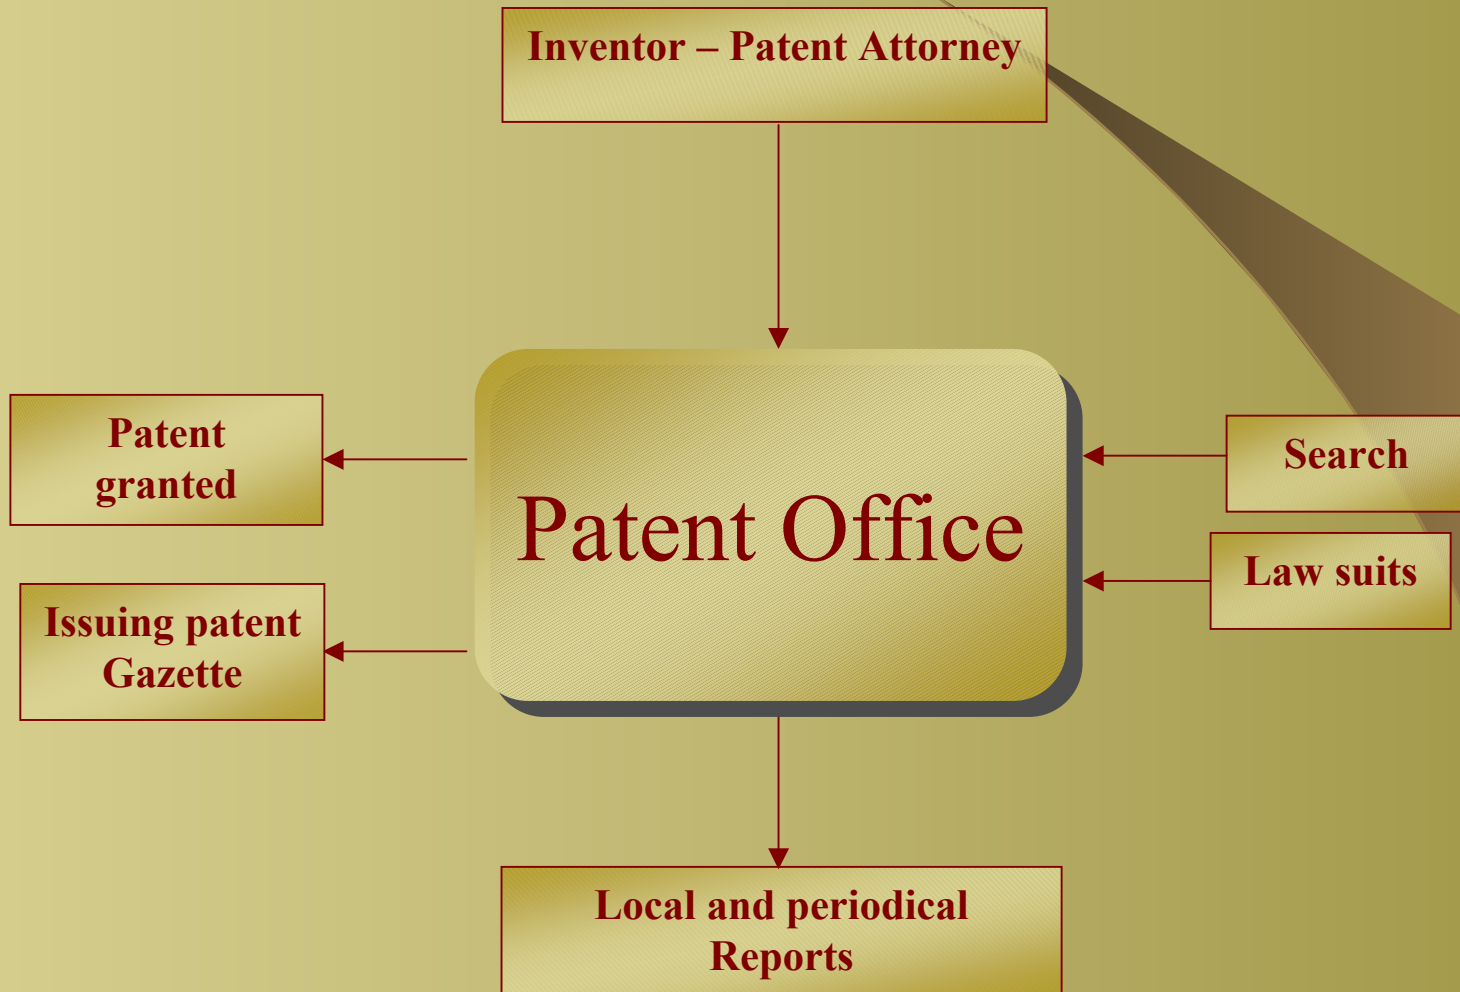 Inventor – Patent Attorney
Patent
granted
Search
Patent Office
Law suits
Issuing patent
Gazette
Local and periodical
Reports